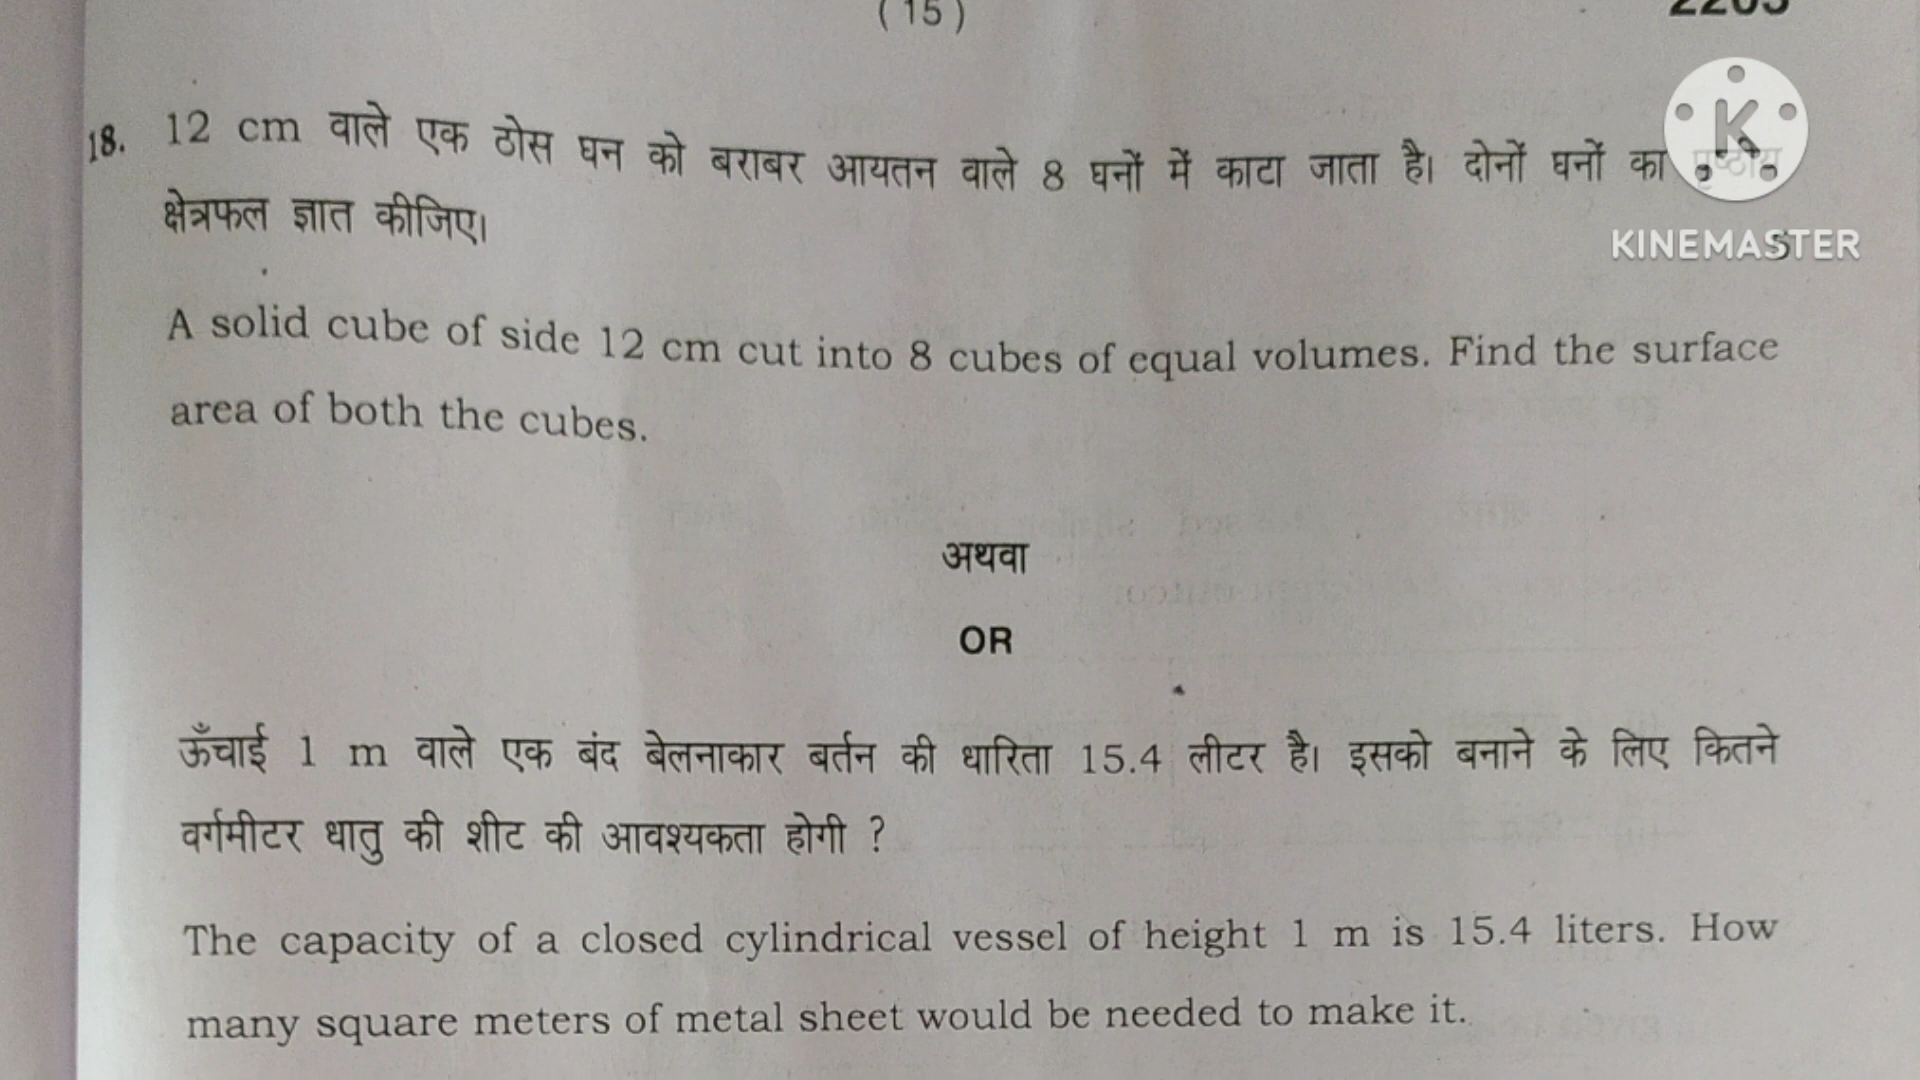 (15)
2205
18. 12 cm वाले एक ठोस घन को बराबर आयतन वाले 8 घनों में काटा जाता है। दोनों घनों का पृष्ठीय
क्षेत्रफल ज्ञात कीजिए।
KINEMASTER
A solid cube of side 12 cm cut into 8 cubes of equal volumes. Find the surface
area of both the cubes.
अथवा
OR
ऊँचाई 1 m वाले एक बंद बेलनाकार बर्तन की धारिता 15.4 लीटर है। इसको बनाने के लिए कितने
वर्गमीटर धातु की शीट की आवश्यकता होगी ?
The capacity of a closed cylindrical vessel of height 1 m is 15.4 liters. How
many square meters of metal sheet would be needed to make it.